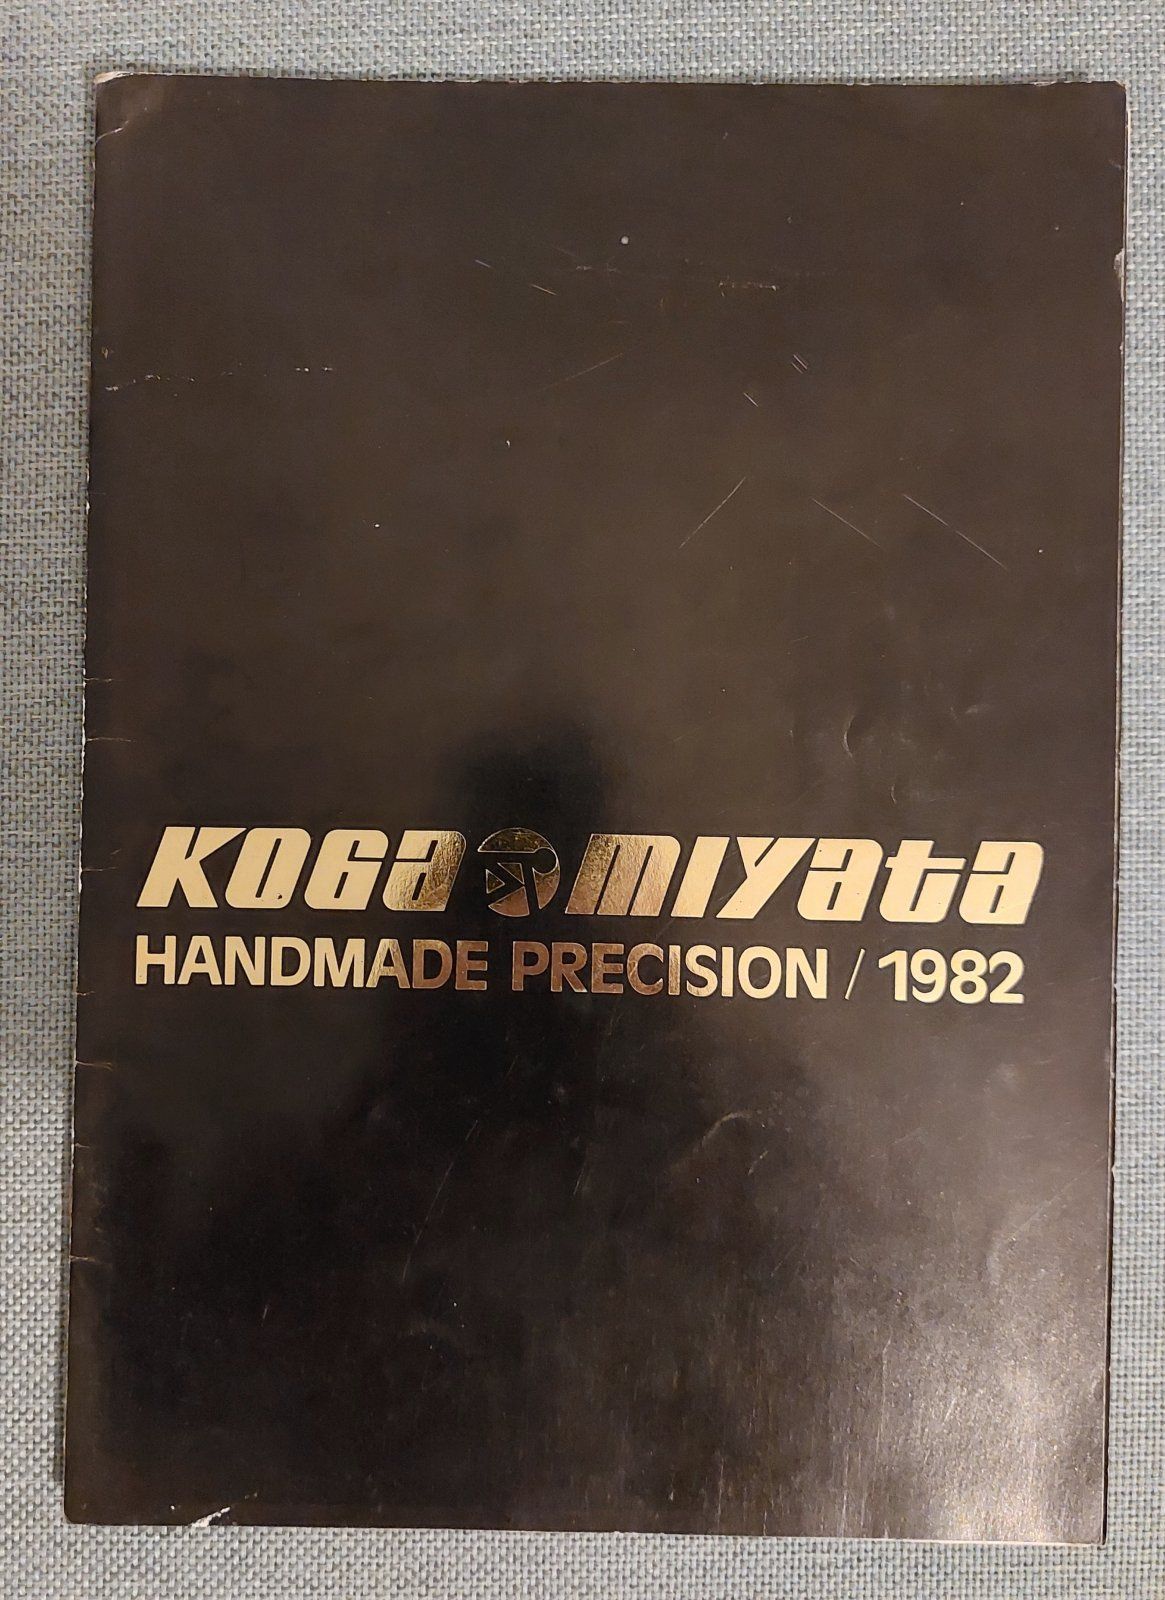 KOGA MIYATA
HANDMADE PRECISION / 1982